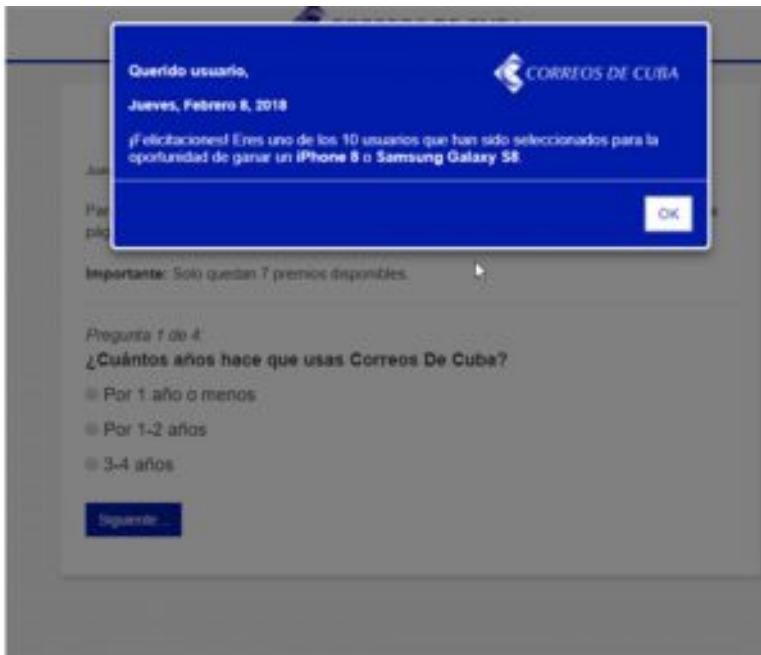 CORREOS DE CUBA
Querido usuario,
CORREOS DE CUBA
Jueves, Febrero 8, 2018
¡Felicitaciones! Eres uno de los 10 usuarios que han sido seleccionados para la
oportunidad de ganar un iPhone 8 o Samsung Galaxy S8.
OK
Importante: Solo quedan 7 premios disponibles.
Pregunta 1 de 4:
¿Cuántos años hace que usas Correos De Cuba?
Por 1 año o menos
Por 1-2 años
3-4 años
Siguiente...